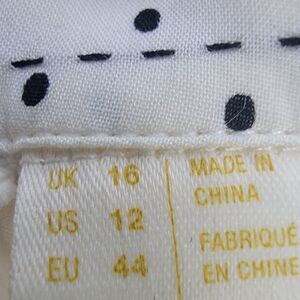 UK 16
US 12
EU 44
MADE IN
CHINA
FABRIQUÉ
EN CHINE